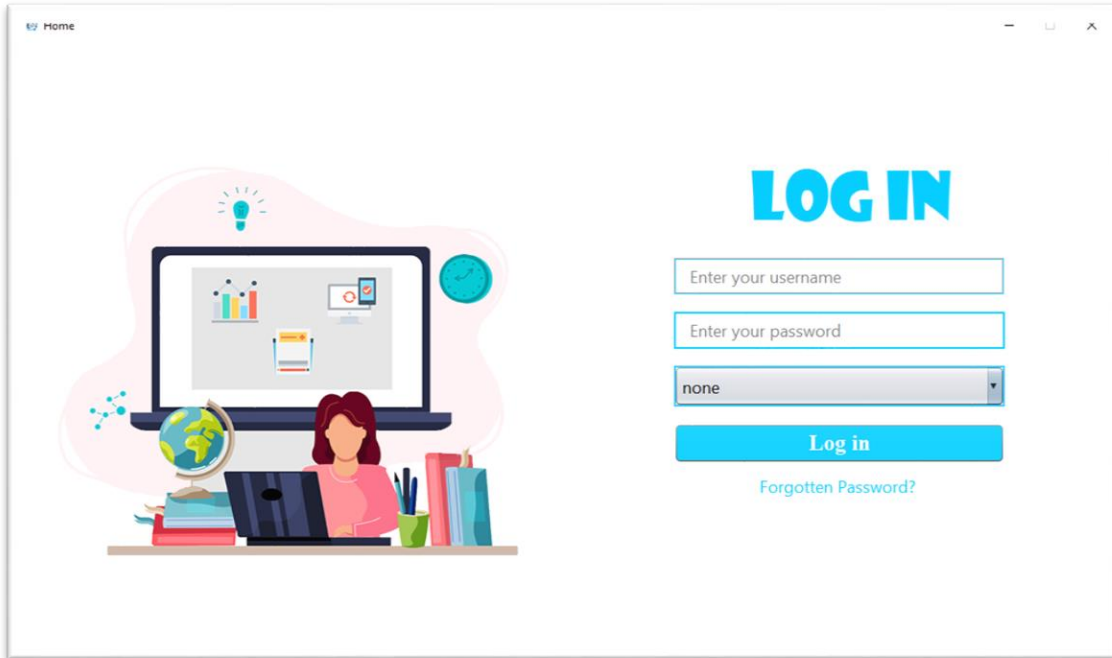 Home
LOG IN
Enter your username
Enter your password
none
Log in
Forgotten Password?